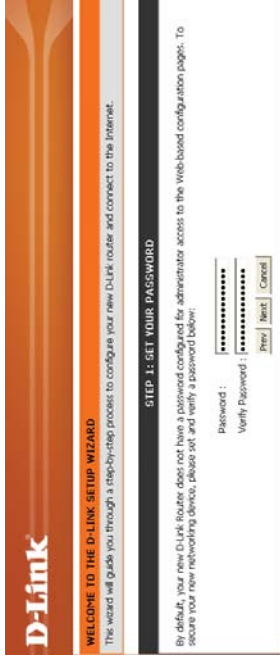 D-Link
WELCOME TO THE D-LINK SETUP WIZARD
This wizard will guide you through a step-by-step process to configure your new D-Link router and connect to the Internet.
STEP 1: SET YOUR PASSWORD
By default, your new D-Link Router does not have a password configured for administrator access to the Web-based configuration pages. To
secure your new networking device, please set and verify a password below:
Password :
Verify Password :
Prev Next Cancel